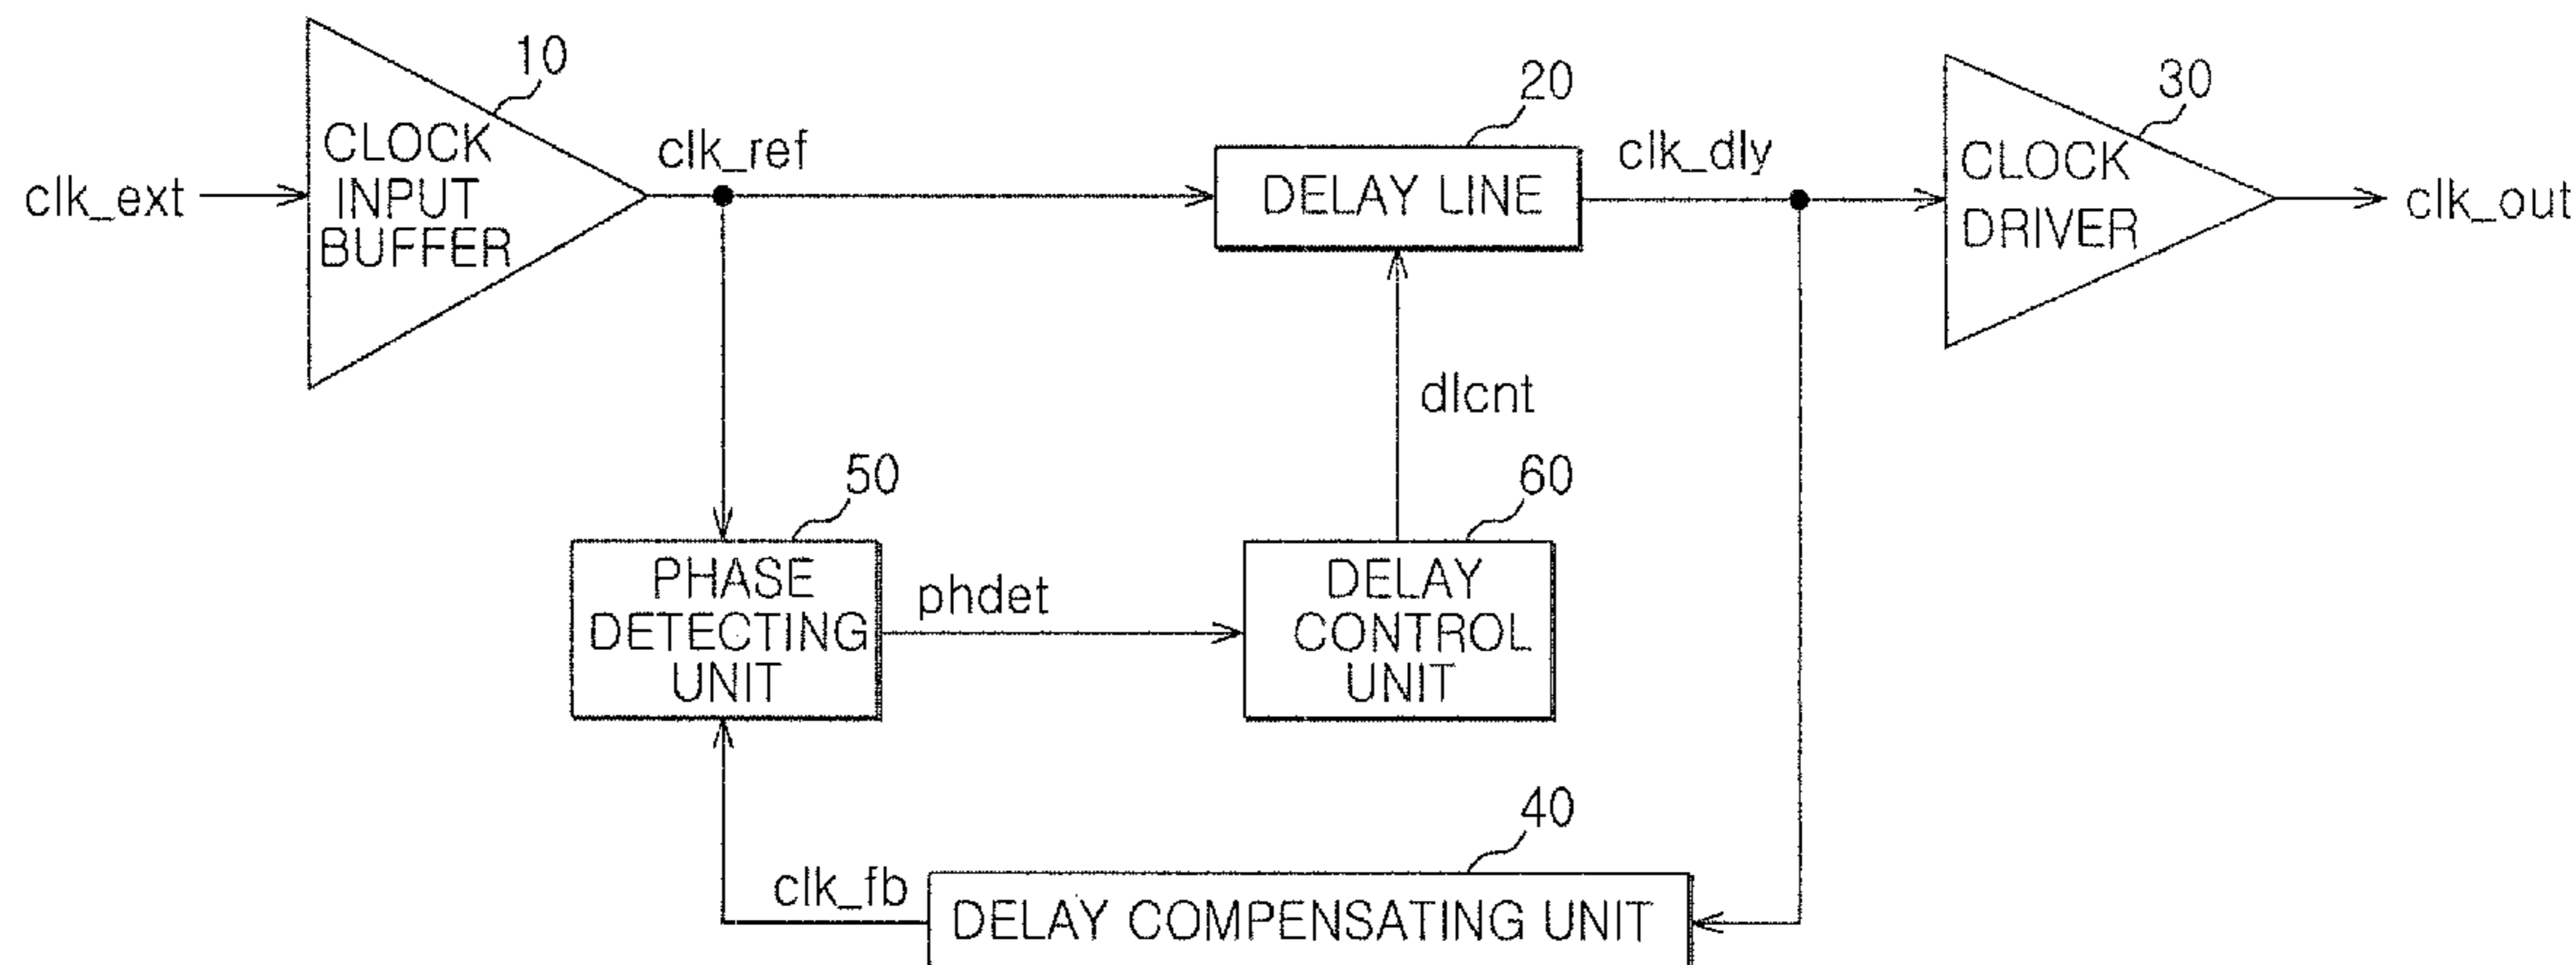 10
CLOCK
INPUT
BUFFER
clk_ext
clk_ref
20
DELAY LINE
clk_dly
30
CLOCK
DRIVER
clk_out
dlcnt
50
PHASE
DETECTING
UNIT
phdet
60
DELAY
CONTROL
UNIT
40
clk_fb
DELAY COMPENSATING UNIT